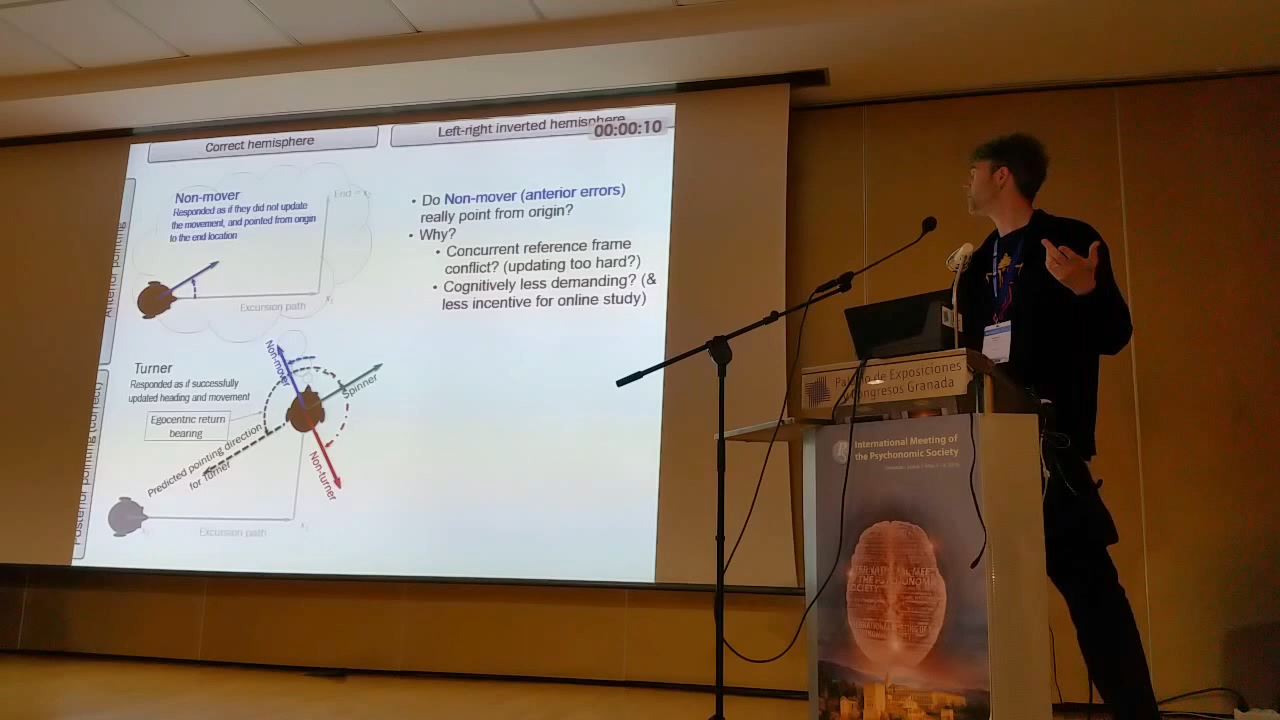 Correct hemisphere
Left-right inverted hemisphere
00:00:10
Non-mover
Responded as if they did not update
the movement, and pointed from origin
to the end location
End = x
Excursion path
x
Anterior pointing
• Do Non-mover (anterior errors)
really point from origin?
• Why?
• Concurrent reference frame
conflict? (updating too hard?)
• Cognitively less demanding? (&
less incentive for online study)
Turner
Responded as if successfully
updated heading and movement
Egocentric return
bearing
Non-mover
Spinner
Non-turner
Predicted pointing direction
for Turner
Excursion path
Posterior pointing (correct)
Palacio de Exposiciones
y Congresos Granada
International Meeting of
the Psychonomic Society